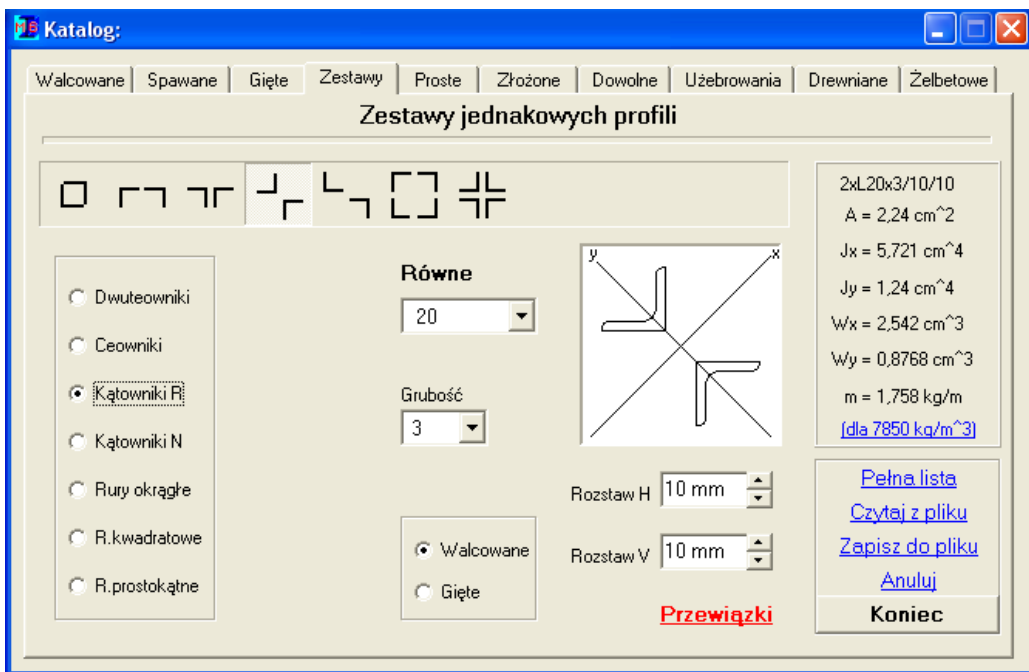 MB Katalog:
Walcowane Spawane Gięte Zestawy Proste Złożone Dowolne Użebrowania Drewniane Żelbetowe
Zestawy jednakowych profili
Dwuteowniki
Ceowniki
Kątowniki R
Kątowniki N
Rury okrągłe
R.kwadratowe
R.prostokątne
Równe
20
Grubość
3
Walcowane
Gięte
y x
Rozstaw H 10 mm
Rozstaw V 10 mm
Przewiązki
2xL20x3/10/10
A = 2,24 cm^2
Jx = 5,721 cm^4
Jy = 1,24 cm^4
Wx = 2,542 cm^3
Wy = 0,8768 cm^3
m = 1,758 kg/m
(dla 7850 kg/m^3)
Pełna lista
Czytaj z pliku
Zapisz do pliku
Anuluj
Koniec